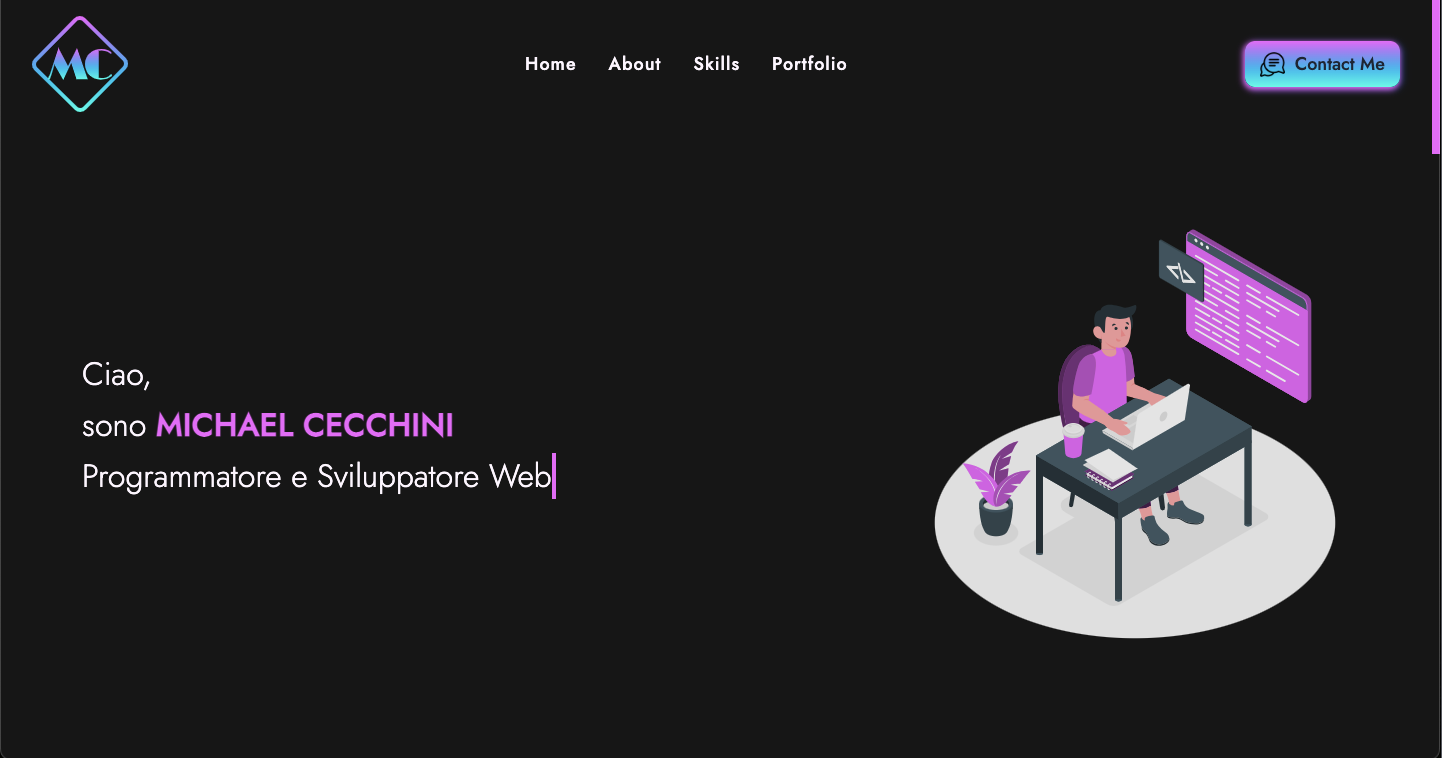 MC
Home About Skills Portfolio
Contact Me
</>
Ciao,
sono MICHAEL CECCHINI
Programmatore e Sviluppatore Web